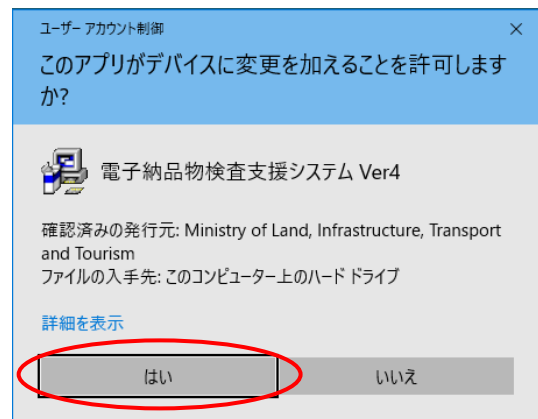 ユーザー アカウント制御
このアプリがデバイスに変更を加えることを許可します
か?
電子納品物検査支援システム Ver4
確認済みの発行元: Ministry of Land, Infrastructure, Transport
and Tourism
ファイルの入手先: このコンピューター上のハード ドライブ
詳細を表示
はい
いいえ